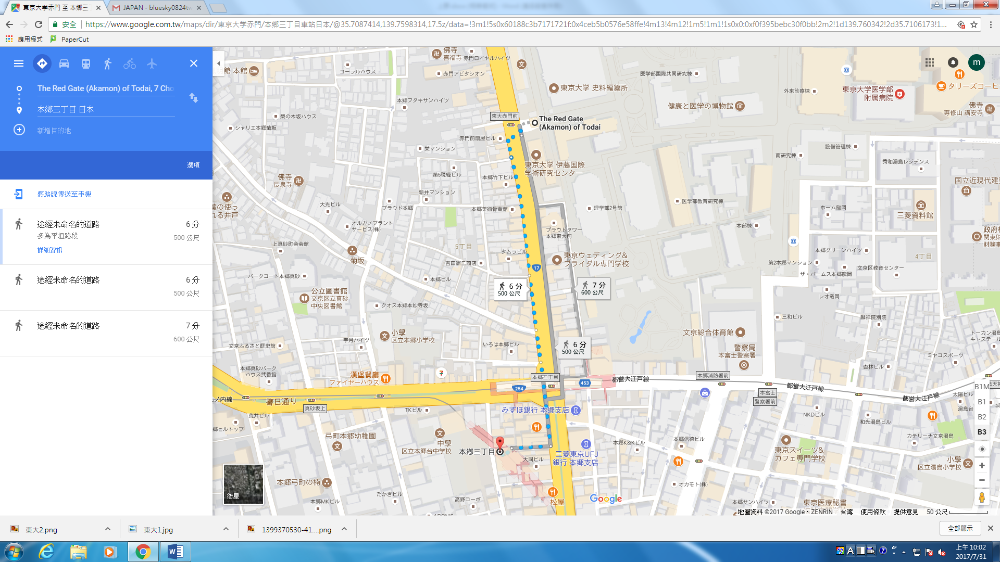 東京大学赤門 至 本鄉三丁
JAPAN - bluesky0824tw
安全
https://www.google.com.tw/maps/dir/東京大学赤門/本鄉三丁目車站日本/@35.7087414,139.7598314,17.5z/data=!3m1!5s0x60188c3b7171721f:0x4ceb5b0576e58ffe!4m13!4m12!1m5!1m1!1s0x0:0xf0f395bebc30f0bb!2m2!1d139.760342!2d35.7106173!1...
應用程式
PaperCut
The Red Gate (Akamon) of Todai, 7 Cho
本鄉三丁目 日本
新增目的地
選項
將路線傳送至手機
途經未命名的道路
6 分
多為平坦路段
500 公尺
詳細資訊
途經未命名的道路
6 分
500 公尺
途經未命名的道路
7 分
600 公尺
佛寺
喜福寺
赤門ロイヤルハイツ
本館
コーラルハウス
赤門アビタシオン
東京大学 史料編纂所
医学部国際共同研究棟
外来診療棟
東京大学医学部
附属病院
タリーズコーヒ
m
本郷フタキサンハイツ
健康と医学の博物館
佛寺
専修山 講安寺
梨の木坂ハウス
東大赤門前
The Red Gate
(Akamon) of Todai
シャリエ本郷菊坂
赤門前扇屋ビル
栄マンション
設備管理棟
南研究棟
秀和湯島レジデンス
東京大学 伊藤国際
学術研究センター
佛寺
長泉寺
第5税経ビル
本郷竹下ビル
国立近現代建築
新井マンション
大光ビル
プラウド本郷
本郷美術骨董館
理学部2号館
医学部教育研究棟
ホーム龍岡
三菱資料館
葉の使っ
れる井戸
オルガノプラント
サービス(株)
プラウドタワー
本郷東大前
本部棟
政府機
関東財
財務事
上真砂町会会館
5丁目
タムラビル
東京ウェディング&
ブライダル専門学校
本郷グリーンハイツ
4丁目
菊坂
吉田憲二商店
17
第2本郷マンション
ザ・パームス本郷龍岡
文京区教育センター
パークコート本郷真砂
本郷ビル
6 分
500 公尺
7 分
600 公尺
公立圖書館
文京区立真砂
中央図書館
クオス本郷本妙寺坂
レオ竜岡
三和ビル
麟祥院別院
小學
区立本郷小学校
文京総合体育館
トーカン湯島
キャステール
宇月ハイツ
文京ふるさと歴史館
いろは本郷ビル
6 分
500 公尺
警察局
本富士警察署
ミヤコスポーツ
本郷真砂パーク
ハウス弐番館
漢堡餐廳
ファイヤーハウス
杏林ビル
本郷三丁目
本郷消防署前
都営大江戸線
254
453
本富士
警察署前
都営大江戸線
都営大江戸線
太陽ビル
B1M
B1
B2
B3
ノ内線
春日通り
真砂坂上
TKビル
みずほ銀行 本郷支店
湯島台
荒井ビル
NKDビル
和光湯島ビル
郷ヒルトップ
弓町本郷幼稚園
中學
区立本郷台中学校
本郷三丁目
大同ビル
三菱東京UFJ
銀行 本郷支店
本郷K&Kビル
本郷信徳ビル
カテリーナ文京湯島
東京スイーツ&
カフェ専門学校
小學
区立湯島小学校
本郷弓町の楠
たかぎビル
オカモト(株)
衛星
本郷MKビル
高野コーポ
松屋
Google
本郷サンハイツ
東京医療秘書
地圖資料 ©2017 Google、ZENRIN
台灣
使用條款
提供意見
50 公尺
東大2.png
東大1.jpg
1399370530-41....png
全部顯示
上午 10:02
2017/7/31